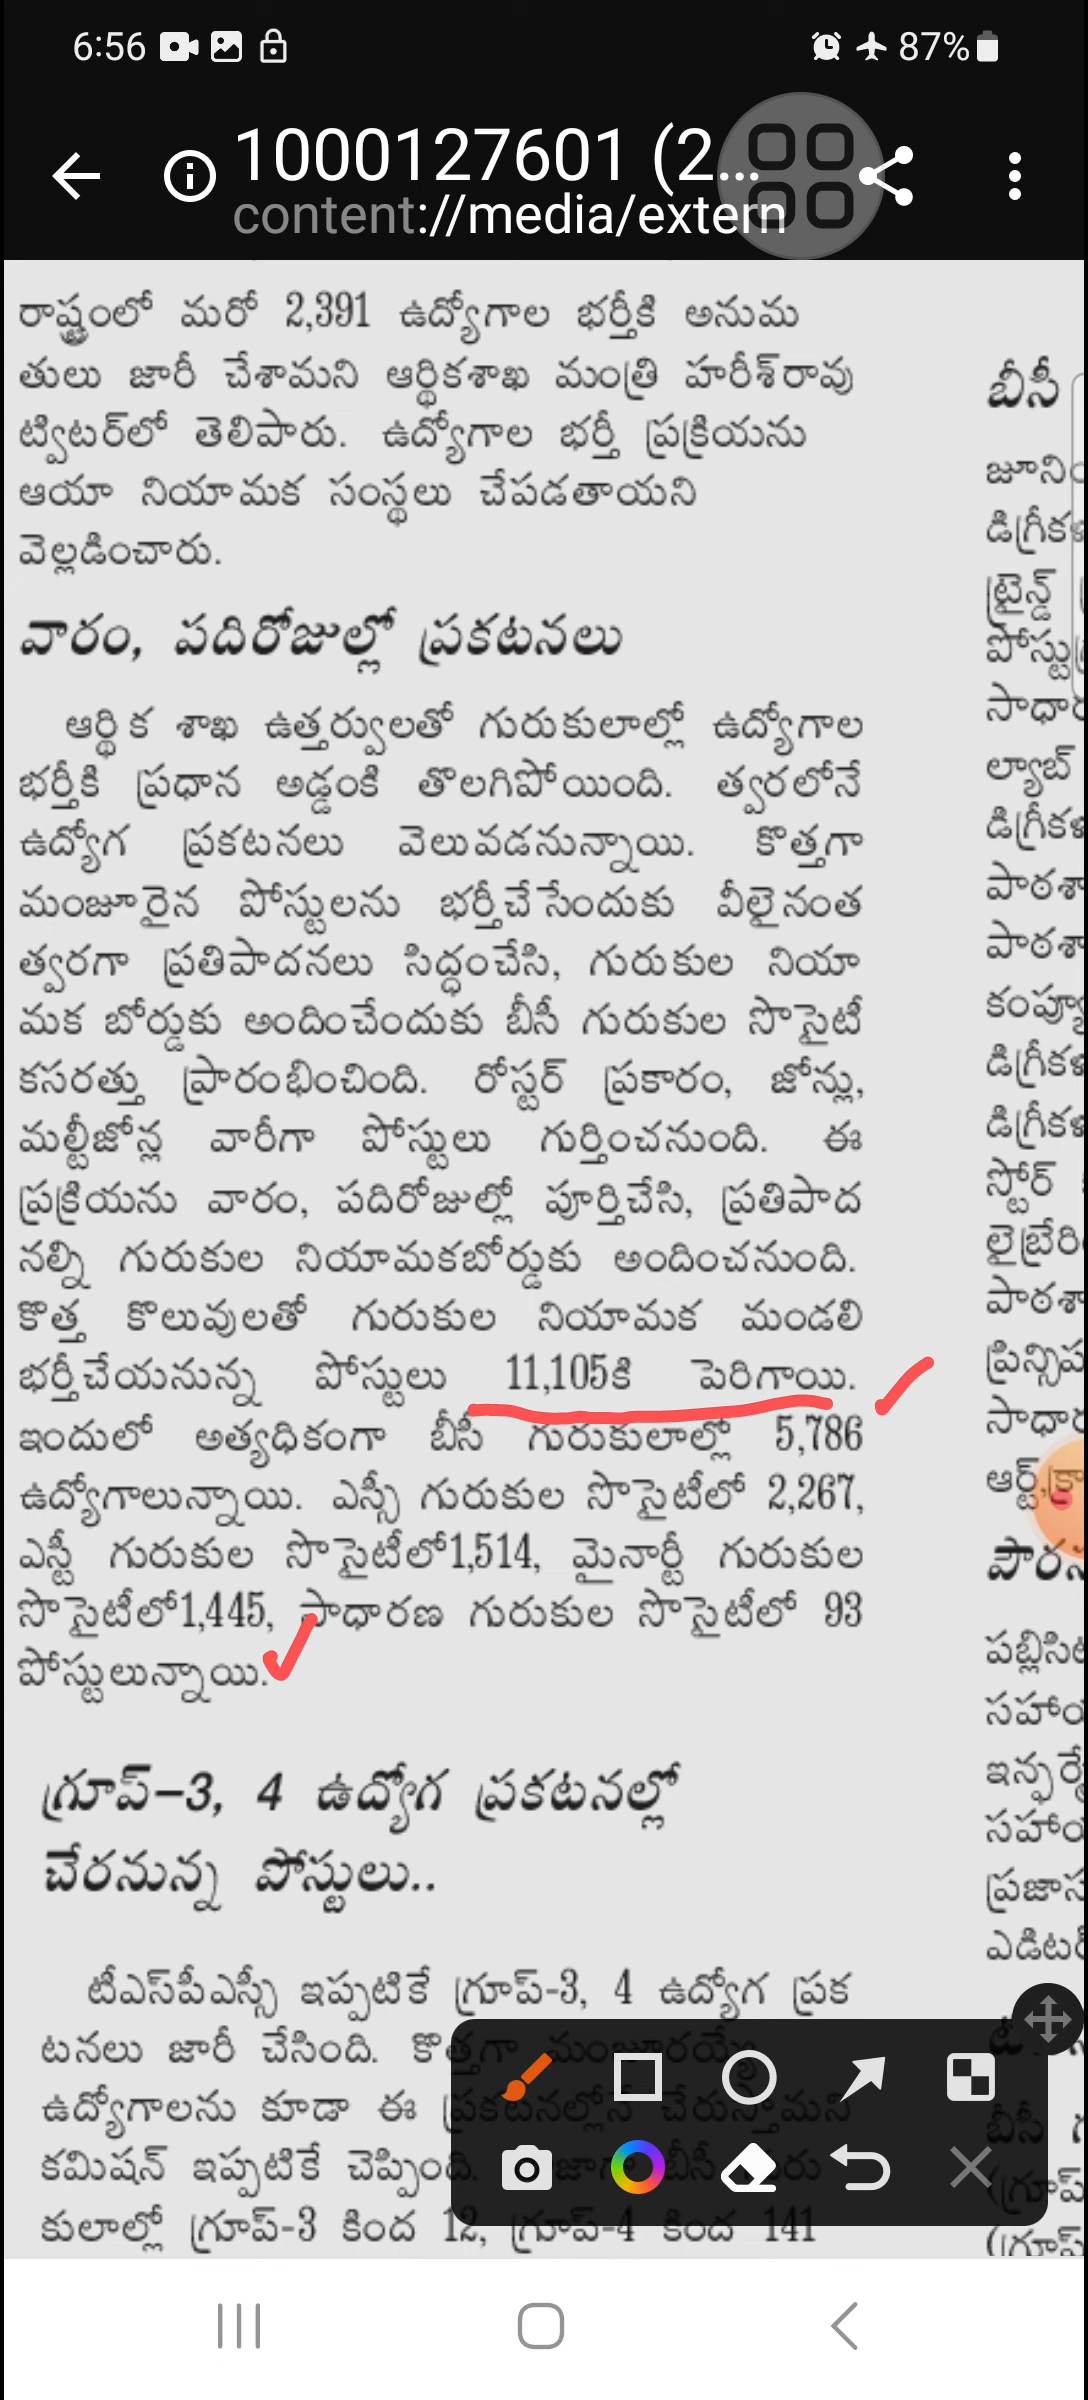 6:56
87%
1000127601 (2...
content://media/extern
రాష్ట్రంలో మరో 2,391 ఉద్యోగాల భర్తీకి అనుమ
తులు జారీ చేశామని ఆర్థికశాఖ మంత్రి హరీశ్‌రావు
ట్విటర్‌లో తెలిపారు. ఉద్యోగాల భర్తీ ప్రక్రియను
ఆయా నియామక సంస్థలు చేపడతాయని
వెల్లడించారు.
వారం, పదిరోజుల్లో ప్రకటనలు
ఆర్థిక శాఖ ఉత్తర్వులతో గురుకులాల్లో ఉద్యోగాల
భర్తీకి ప్రధాన అడ్డంకి తొలగిపోయింది. త్వరలోనే
ఉద్యోగ ప్రకటనలు వెలువడనున్నాయి. కొత్తగా
మంజూరైన పోస్టులను భర్తీచేసేందుకు వీలైనంత
త్వరగా ప్రతిపాదనలు సిద్ధంచేసి, గురుకుల నియా
మక బోర్డుకు అందించేందుకు బీసీ గురుకుల సొసైటీ
కసరత్తు ప్రారంభించింది. రోస్టర్ ప్రకారం, జోన్లు,
మల్టీజోన్ల వారీగా పోస్టులు గుర్తించనుంది. ఈ
ప్రక్రియను వారం, పదిరోజుల్లో పూర్తిచేసి, ప్రతిపాద
నల్ని గురుకుల నియామకబోర్డుకు అందించనుంది.
కొత్త కొలువులతో గురుకుల నియామక మండలి
భర్తీచేయనున్న పోస్టులు 11,105కి పెరిగాయి.
ఇందులో అత్యధికంగా బీసీ గురుకులాల్లో 5,786
ఉద్యోగాలున్నాయి. ఎస్సీ గురుకుల సొసైటీలో 2,267,
ఎస్టీ గురుకుల సొసైటీలో1,514, మైనార్టీ గురుకుల
సొసైటీలో1,445, సాధారణ గురుకుల సొసైటీలో 93
పోస్టులున్నాయి.
గ్రూప్-3, 4 ఉద్యోగ ప్రకటనల్లో
చేరనున్న పోస్టులు..
టీఎస్‌పీఎస్సీ ఇప్పటికే గ్రూప్-3, 4 ఉద్యోగ ప్రక
టనలు జారీ చేసింది. కొత్తగా మంజూరయ్యే
ఉద్యోగాలను కూడా ఈ ప్రకటనల్లోనే చేరుస్తామని
కమిషన్ ఇప్పటికే చెప్పింది. బీసీ గురు
కులాల్లో గ్రూప్-3 కింద 12, గ్రూప్-4 కింద 141
బీసీ
ల్యాబ్
స్టోర్